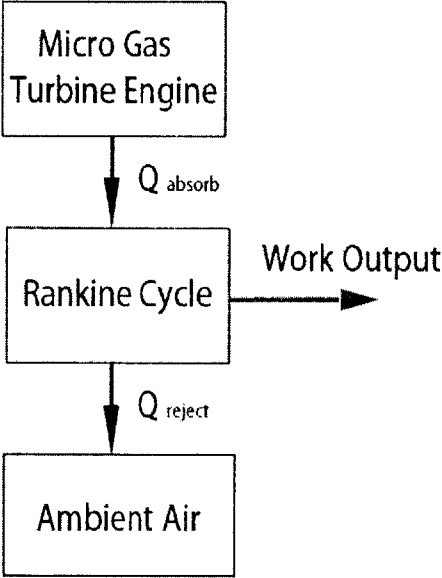 Micro Gas
Turbine Engine
Q absorb
Work Output
Rankine Cycle
Q reject
Ambient Air